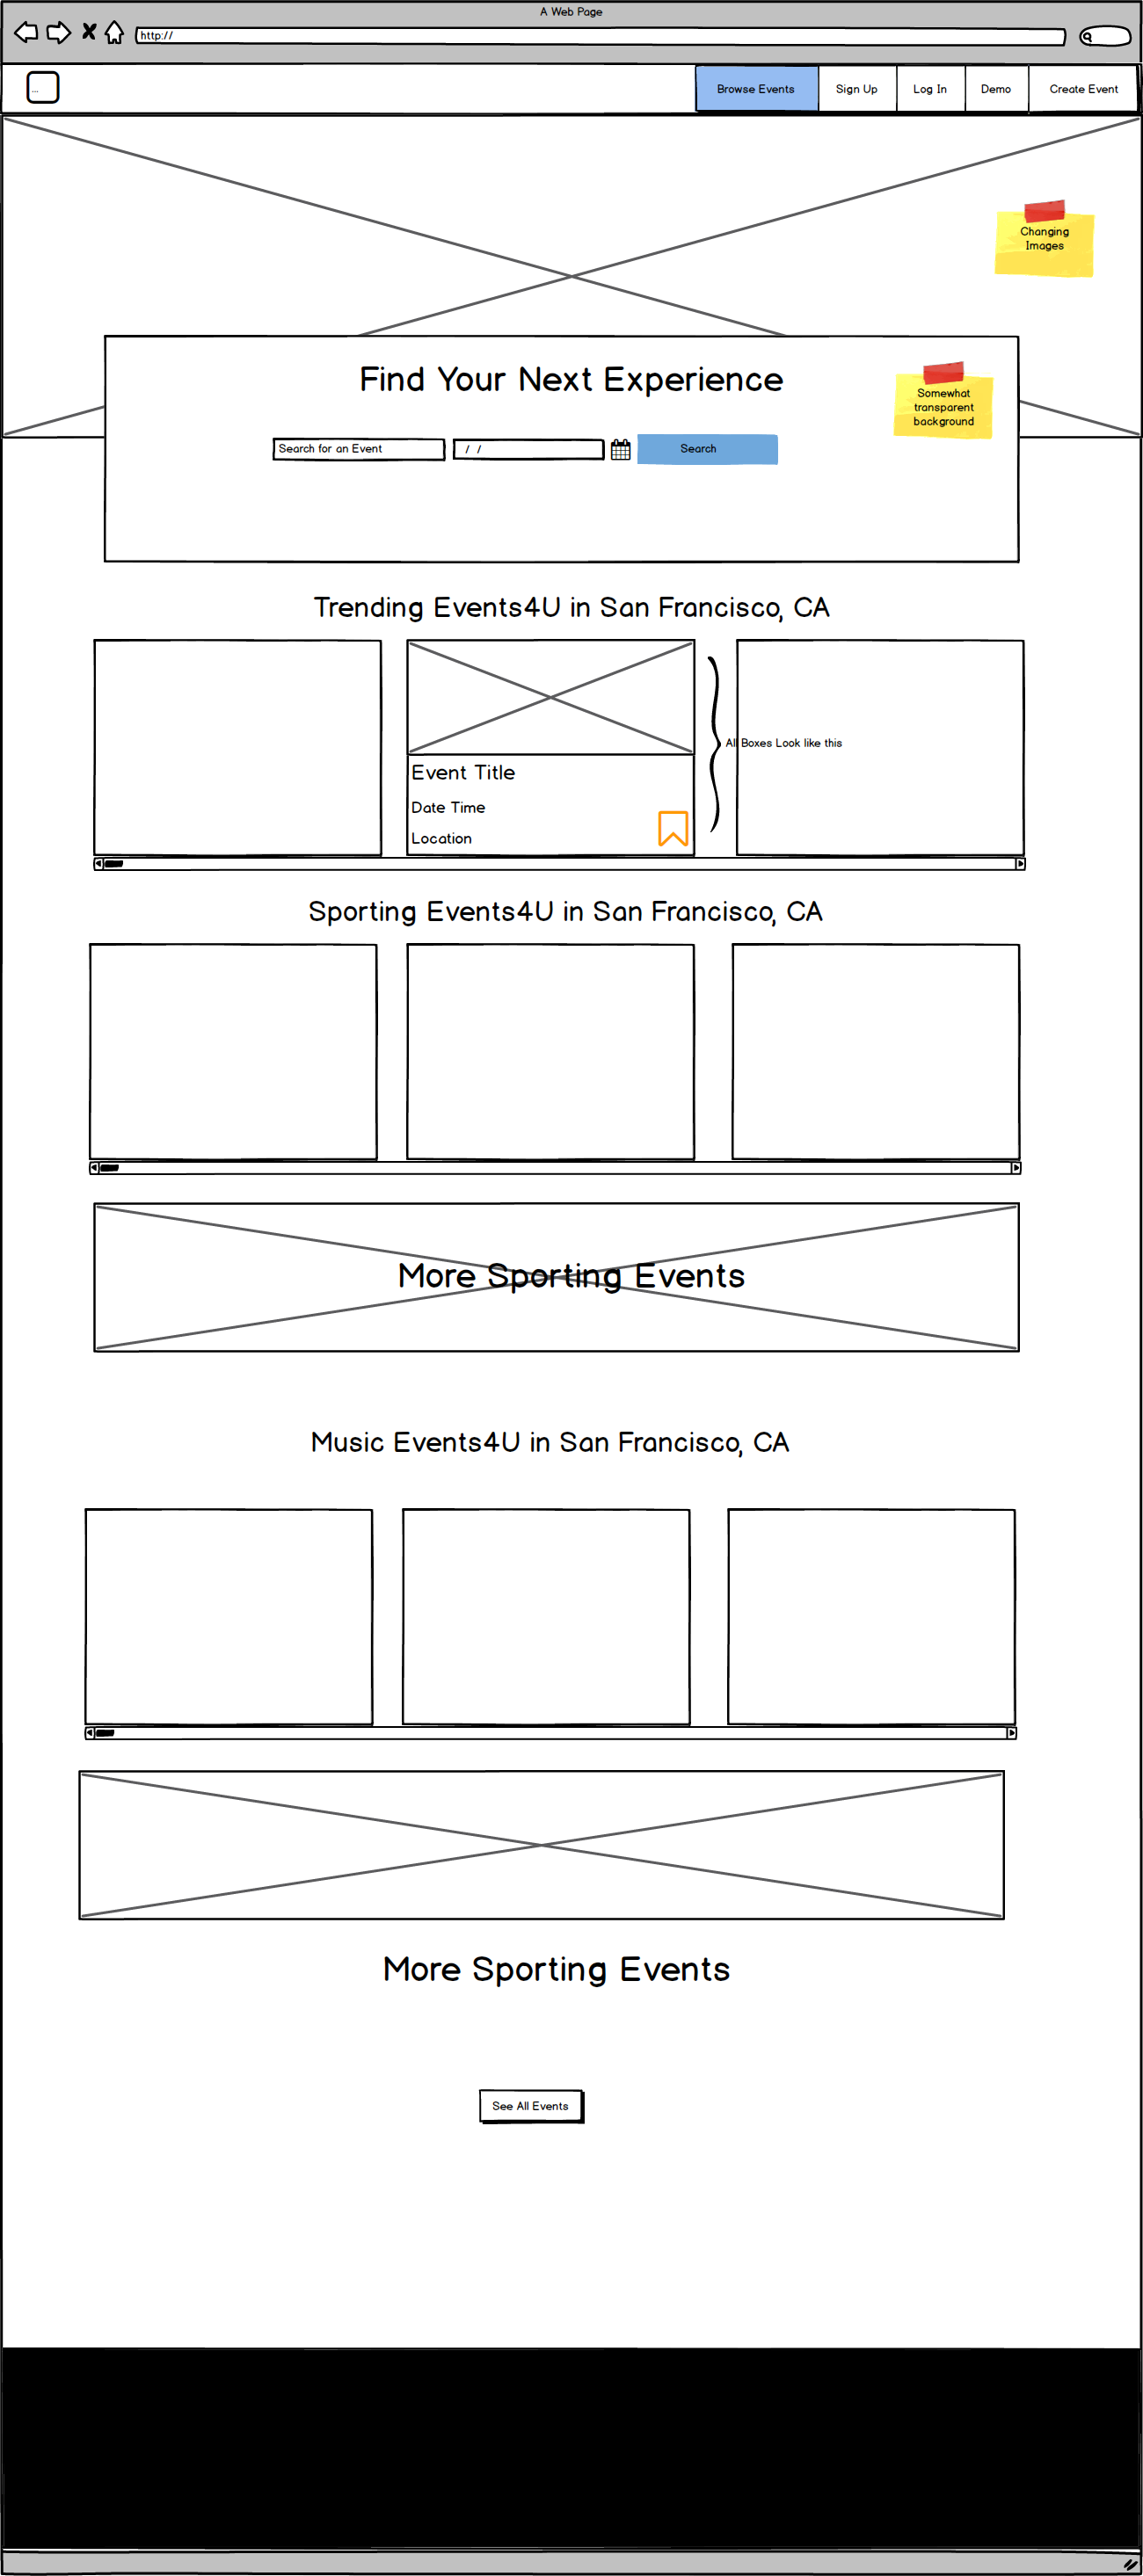 A Web Page
http://
...
Browse Events
Sign Up
Log In
Demo
Create Event
Changing
Images
Find Your Next Experience
Somewhat
transparent
background
Search for an Event
/ /
Search
Trending Events4U in San Francisco, CA
All Boxes Look like this
Event Title
Date Time
Location
Sporting Events4U in San Francisco, CA
More Sporting Events
Music Events4U in San Francisco, CA
More Sporting Events
See All Events